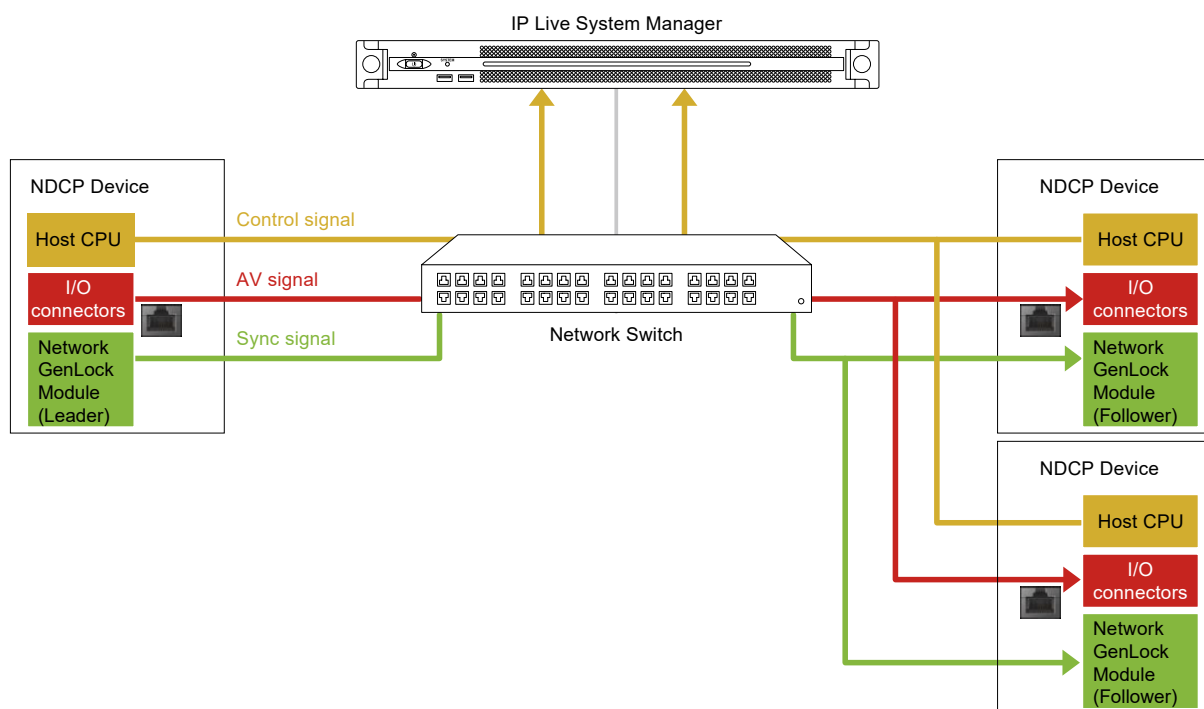 IP Live System Manager
SYSTEM
NDCP Device
Host CPU
I/O
connectors
Network
GenLock
Module
(Leader)
Control signal
AV signal
Sync signal
Network Switch
NDCP Device
Host CPU
I/O
connectors
Network
GenLock
Module
(Follower)
NDCP Device
Host CPU
I/O
connectors
Network
GenLock
Module
(Follower)